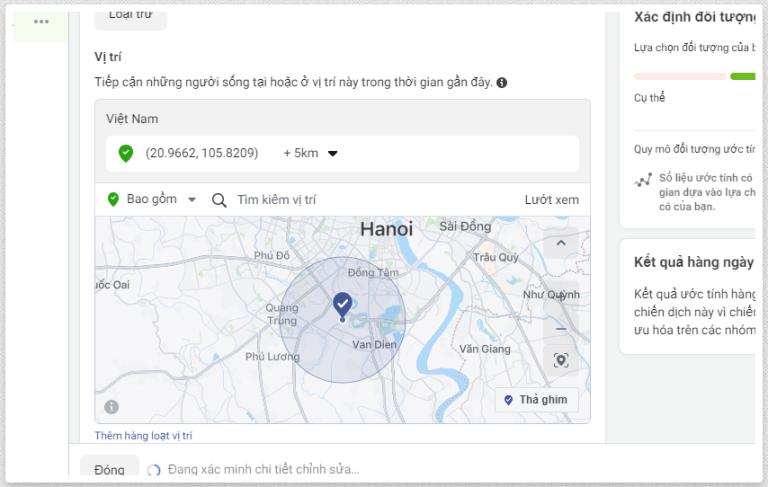 Loại trừ
Vị trí
Tiếp cận những người sống tại hoặc ở vị trí này trong thời gian gần đây.
Việt Nam
(20.9662, 105.8209) + 5km
Bao gồm Tìm kiếm vị trí Lướt xem
Hanoi
Sài Đồng
Phú Đô
Trâu Quỳ
Đồng Tâm
uốc Oai
Như Quỳnh
Quang
Trung
Van Dien
Văn Giang
Phú Lương
Thả ghim
Thêm hàng loạt vị trí
Đóng Đang xác minh chi tiết chỉnh sửa...
Xác định đối tượng
Lựa chọn đối tượng của b
Cụ thể
Quy mô đối tượng ước tín
Số liệu ước tính có
gian dựa vào lựa ch
có của bạn.
Kết quả hàng ngày
Kết quả ước tính hàng
chiến dịch này vì chiến
ưu hóa trên các nhóm